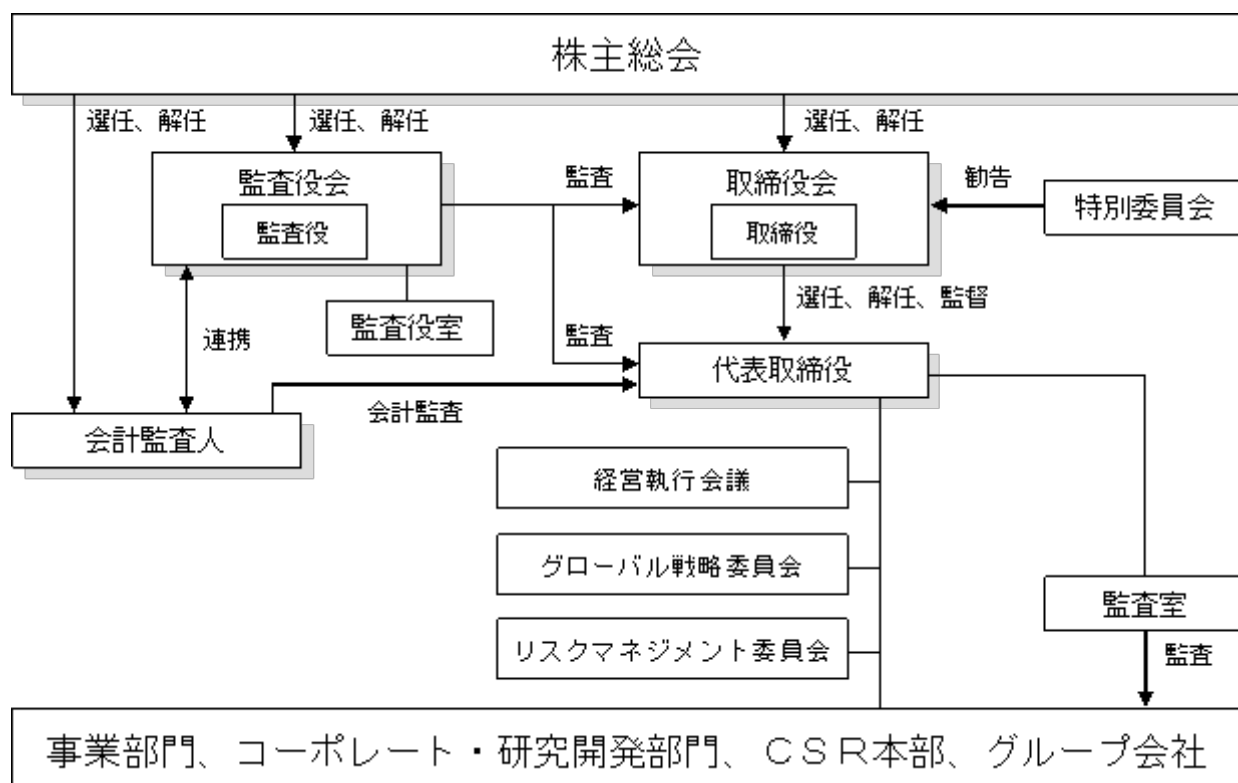 株主総会
選任、解任
選任、解任
選任、解任
監査役会
監査役
監査
取締役会
取締役
勧告
特別委員会
選任、解任、監督
監査役室
連携
監査
代表取締役
会計監査
会計監査人
経営執行会議
グローバル戦略委員会
監査室
リスクマネジメント委員会
監査
事業部門、コーポレート・研究開発部門、ＣＳＲ本部、グループ会社